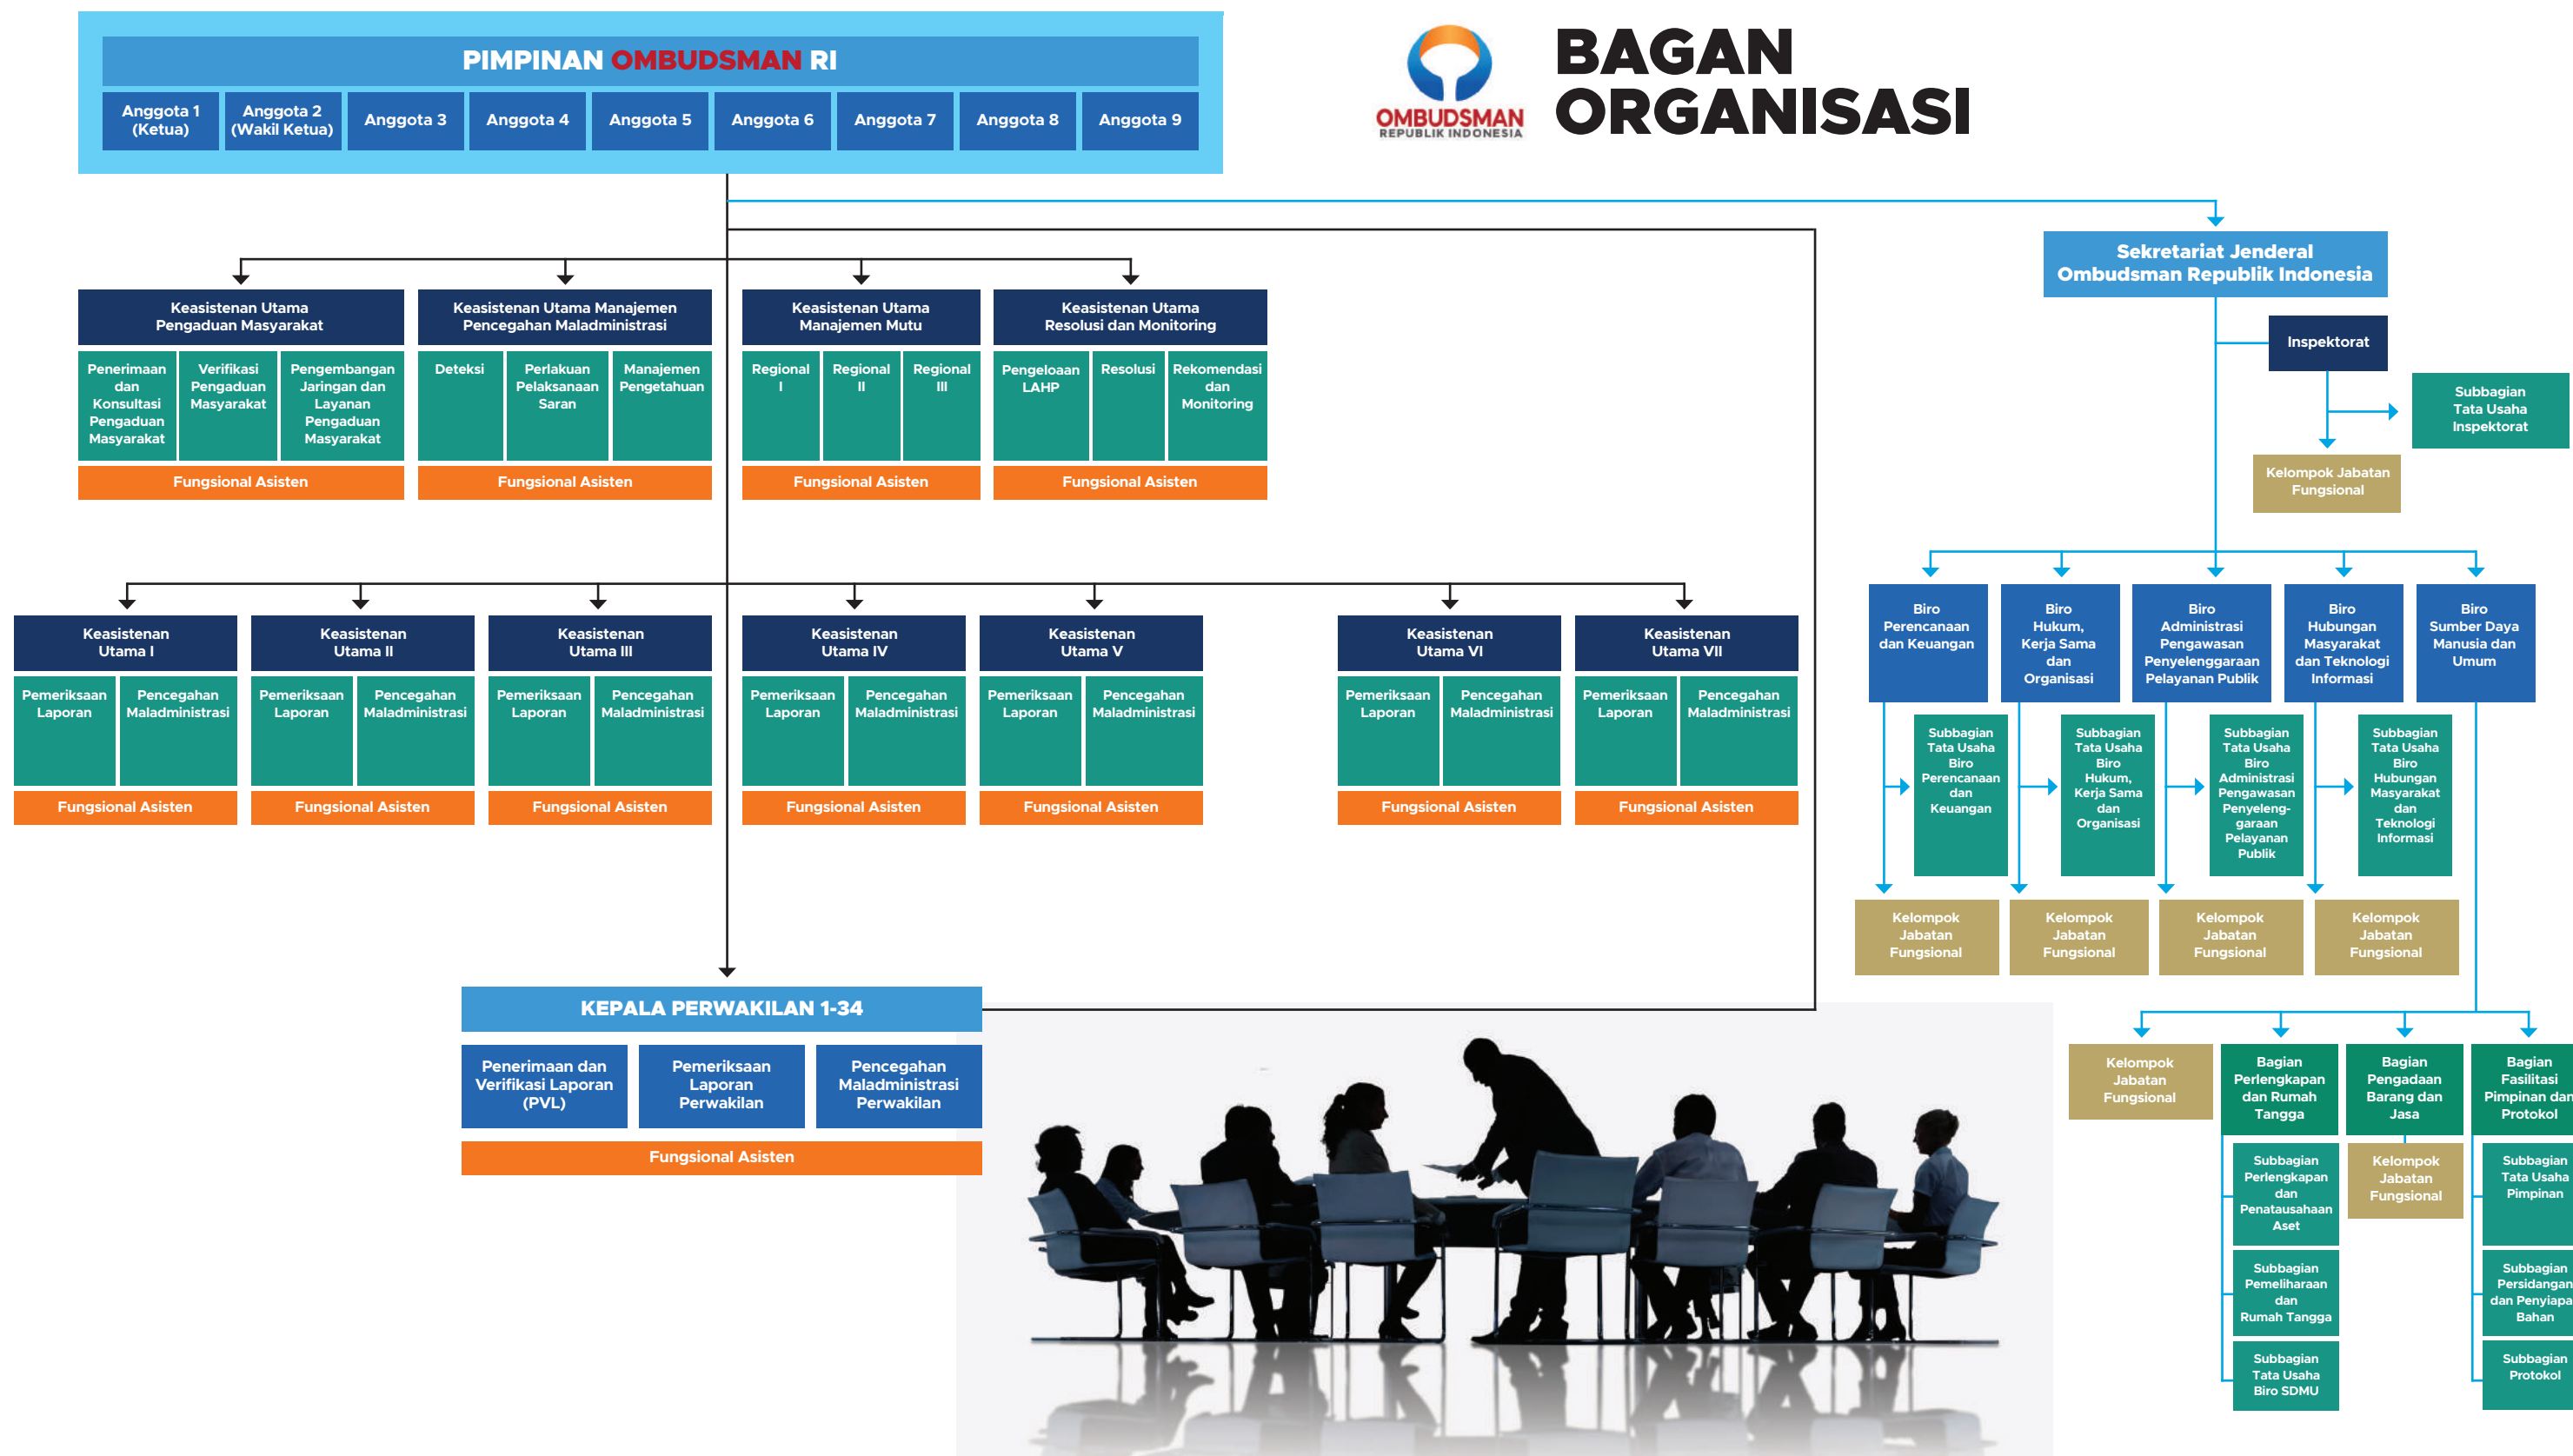 PIMPINAN OMBUDSMAN RI
Anggota 1
(Ketua)
Anggota 2
(Wakil Ketua)
Anggota 3
Anggota 4
Anggota 5
Anggota 6
Anggota 7
Anggota 8
Anggota 9
OMBUDSMAN
REPUBLIK INDONESIA
BAGAN
ORGANISASI
Sekretariat Jenderal
Ombudsman Republik Indonesia
Inspektorat
Subbagian
Tata Usaha
Inspektorat
Kelompok Jabatan
Fungsional
Keasistenan Utama
Pengaduan Masyarakat
Penerimaan
dan
Konsultasi
Pengaduan
Masyarakat
Verifikasi
Pengaduan
Masyarakat
Pengembangan
Jaringan dan
Layanan
Pengaduan
Masyarakat
Fungsional Asisten
Keasistenan Utama Manajemen
Pencegahan Maladministrasi
Deteksi
Perlakuan
Pelaksanaan
Saran
Manajemen
Pengetahuan
Fungsional Asisten
Keasistenan Utama
Manajemen Mutu
Regional
I
Regional
II
Regional
III
Fungsional Asisten
Keasistenan Utama
Resolusi dan Monitoring
Pengeloaan
LAHP
Resolusi
Rekomendasi
dan
Monitoring
Fungsional Asisten
Keasistenan
Utama I
Pemeriksaan
Laporan
Pencegahan
Maladministrasi
Fungsional Asisten
Keasistenan
Utama II
Pemeriksaan
Laporan
Pencegahan
Maladministrasi
Fungsional Asisten
Keasistenan
Utama III
Pemeriksaan
Laporan
Pencegahan
Maladministrasi
Fungsional Asisten
Keasistenan
Utama IV
Pemeriksaan
Laporan
Pencegahan
Maladministrasi
Fungsional Asisten
Keasistenan
Utama V
Pemeriksaan
Laporan
Pencegahan
Maladministrasi
Fungsional Asisten
Keasistenan
Utama VI
Pemeriksaan
Laporan
Pencegahan
Maladministrasi
Fungsional Asisten
Keasistenan
Utama VII
Pemeriksaan
Laporan
Pencegahan
Maladministrasi
Fungsional Asisten
Biro
Perencanaan
dan Keuangan
Biro
Hukum,
Kerja Sama
dan
Organisasi
Biro
Administrasi
Pengawasan
Penyelenggaraan
Pelayanan Publik
Biro
Hubungan
Masyarakat
dan Teknologi
Informasi
Biro
Sumber Daya
Manusia dan
Umum
Subbagian
Tata Usaha
Biro
Perencanaan
dan
Keuangan
Subbagian
Tata Usaha
Biro
Hukum,
Kerja Sama
dan
Organisasi
Subbagian
Tata Usaha
Biro
Administrasi
Pengawasan
Penyeleng-
garaan
Pelayanan
Publik
Subbagian
Tata Usaha
Biro
Hubungan
Masyarakat
dan
Teknologi
Informasi
Kelompok
Jabatan
Fungsional
Kelompok
Jabatan
Fungsional
Kelompok
Jabatan
Fungsional
Kelompok
Jabatan
Fungsional
KEPALA PERWAKILAN 1-34
Penerimaan dan
Verifikasi Laporan
(PVL)
Pemeriksaan
Laporan
Perwakilan
Pencegahan
Maladministrasi
Perwakilan
Fungsional Asisten
Kelompok
Jabatan
Fungsional
Bagian
Perlengkapan
dan Rumah
Tangga
Bagian
Pengadaan
Barang dan
Jasa
Bagian
Fasilitasi
Pimpinan dan
Protokol
Subbagian
Perlengkapan
dan
Penatausahaan
Aset
Subbagian
Pemeliharaan
dan
Rumah Tangga
Subbagian
Tata Usaha
Biro SDMU
Kelompok
Jabatan
Fungsional
Subbagian
Tata Usaha
Pimpinan
Subbagian
Persidangan
dan Penyiapa
Bahan
Subbagian
Protokol